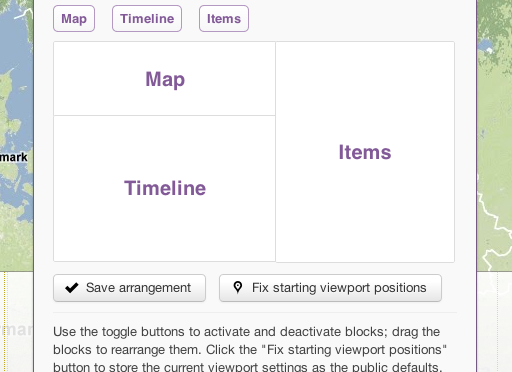 Map Timeline Items
Map
Items
Timeline
mark
Save arrangement Fix starting viewport positions
mar
Use the toggle buttons to activate and deactivate blocks; drag the
blocks to rearrange them. Click the "Fix starting viewport positions"
button to store the current viewport settings as the public defaults.